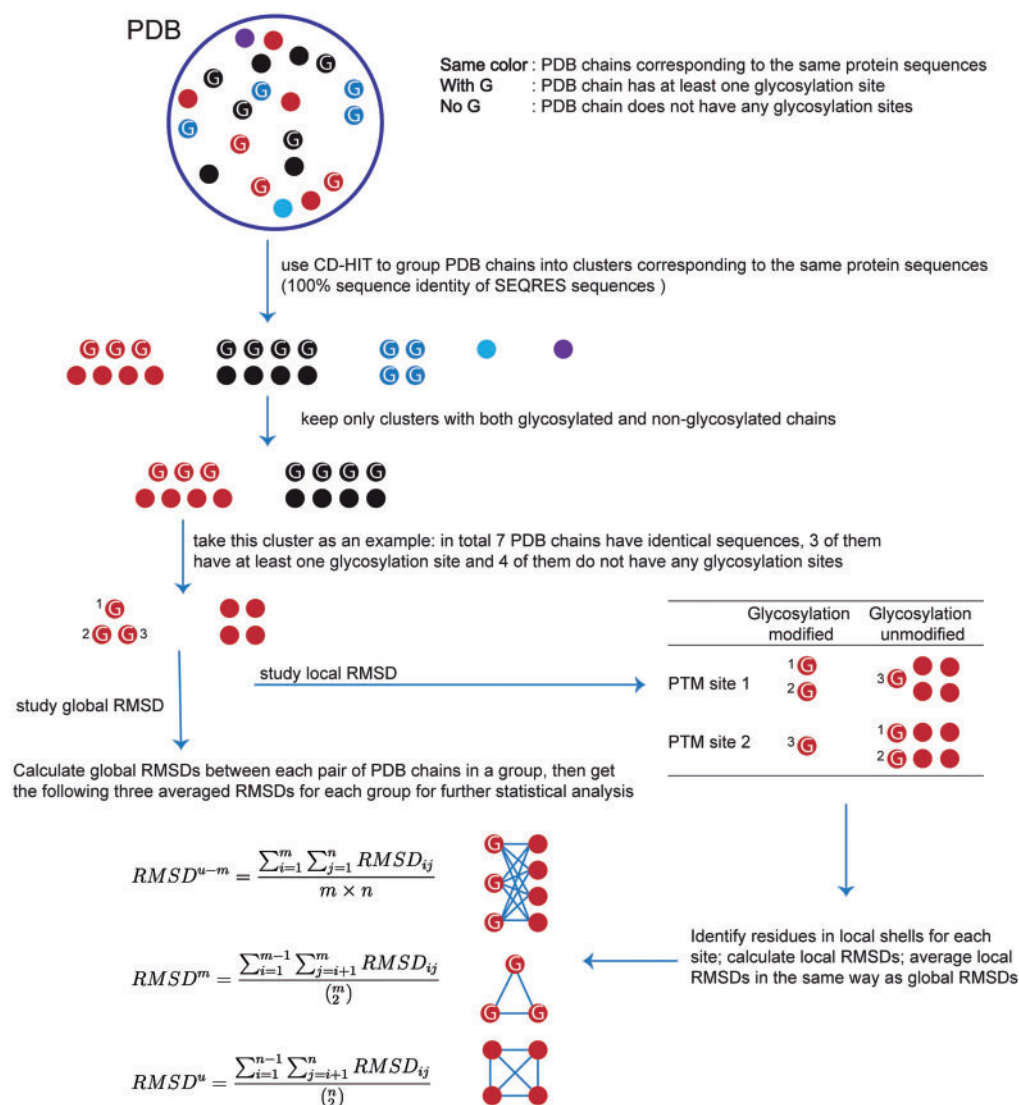 PDB
G G G G G G G G G G G
Same color : PDB chains corresponding to the same protein sequences
With G : PDB chain has at least one glycosylation site
No G : PDB chain does not have any glycosylation sites
use CD-HIT to group PDB chains into clusters corresponding to the same protein sequences
(100% sequence identity of SEQRES sequences )
G G G G G G G G G
G G
keep only clusters with both glycosylated and non-glycosylated chains
G G G G G G G
take this cluster as an example: in total 7 PDB chains have identical sequences, 3 of them
have at least one glycosylation site and 4 of them do not have any glycosylation sites
1 G
2 G G 3
study local RMSD
study global RMSD
Glycosylation modified
Glycosylation unmodified
PTM site 1
1 G
2 G
3 G
PTM site 2
3 G
1 G
2 G
Calculate global RMSDs between each pair of PDB chains in a group, then get
the following three averaged RMSDs for each group for further statistical analysis
RMSD^{u-m} = \frac{\sum_{i=1}^{m} \sum_{j=1}^{n} RMSD_{ij}}{m \times n}
G
G
G
RMSD^{m} = \frac{\sum_{i=1}^{m-1} \sum_{j=i+1}^{m} RMSD_{ij}}{\binom{m}{2}}
G
G G
RMSD^{u} = \frac{\sum_{i=1}^{n-1} \sum_{j=i+1}^{n} RMSD_{ij}}{\binom{n}{2}}
Identify residues in local shells for each
site; calculate local RMSDs; average local
RMSDs in the same way as global RMSDs